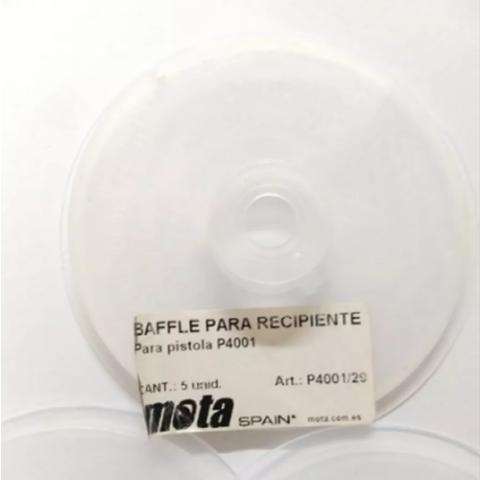 BAFFLE PARA RECIPIENTE
Para pistola P4001
CANT.: 5 unid. Art.: P4001/29
mota SPAIN* mota.com.es